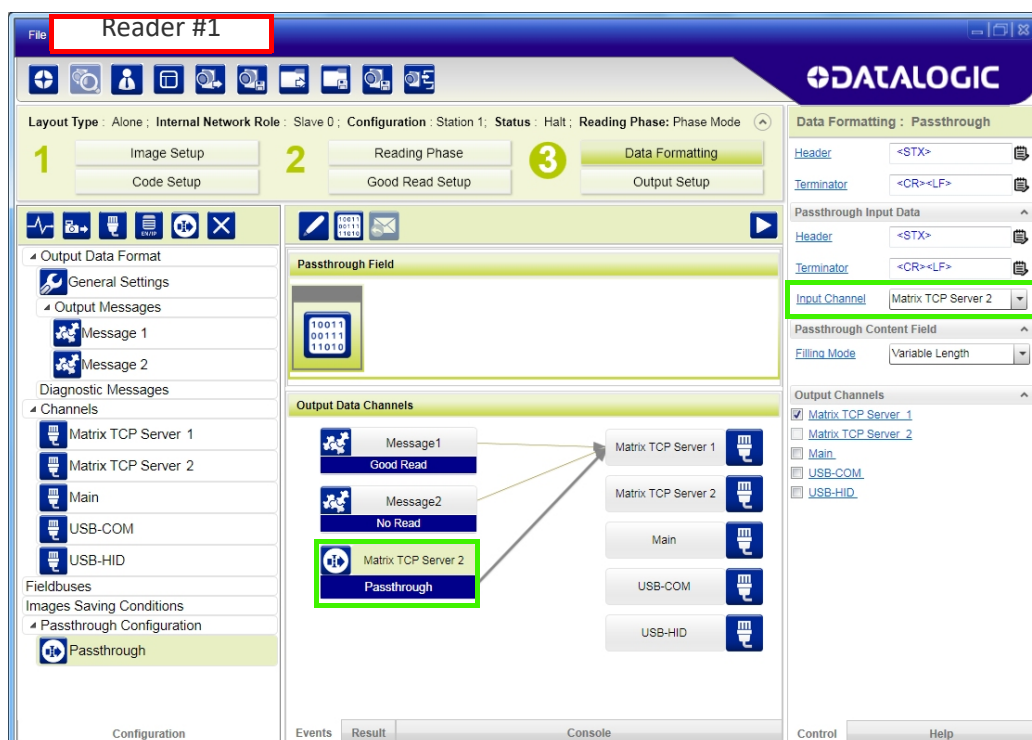 File
Reader #1
DATALOGIC
Layout Type : Alone ; Internal Network Role : Slave 0 ; Configuration : Station 1; Status : Halt ; Reading Phase: Phase Mode
1
Image Setup
Code Setup
2
Reading Phase
Good Read Setup
3
Data Formatting
Output Setup
EN/IP
Output Data Format
General Settings
Output Messages
Message 1
Message 2
Diagnostic Messages
Channels
Matrix TCP Server 1
Matrix TCP Server 2
Main
USB-COM
USB-HID
Fieldbuses
Images Saving Conditions
Passthrough Configuration
Passthrough
Configuration
10011
00111
11010
Passthrough Field
10011
00111
11010
Output Data Channels
Message1
Good Read
Message2
No Read
Matrix TCP Server 2
Passthrough
Matrix TCP Server 1
Matrix TCP Server 2
Main
USB-COM
USB-HID
Events
Result
Console
Data Formatting : Passthrough
Header <STX>
Terminator <CR><LF>
Passthrough Input Data
Header <STX>
Terminator <CR><LF>
Input Channel Matrix TCP Server 2
Passthrough Content Field
Filling Mode Variable Length
Output Channels
Matrix TCP Server 1
Matrix TCP Server 2
Main
USB-COM
USB-HID
Control
Help